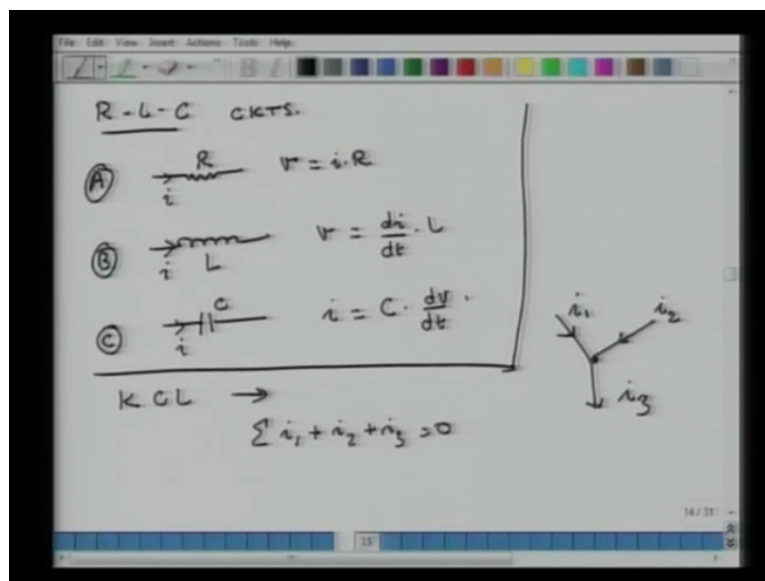 File Edit View Insert Actions Tools Help
R-L-C CKTS.
A R i v = i.R
B i L v = di/dt . L
C C i i = C. dv/dt .
i₁ i₂
i₃
KCL →
Σ i₁ + i₂ + i₃ = 0
14 / 31
15